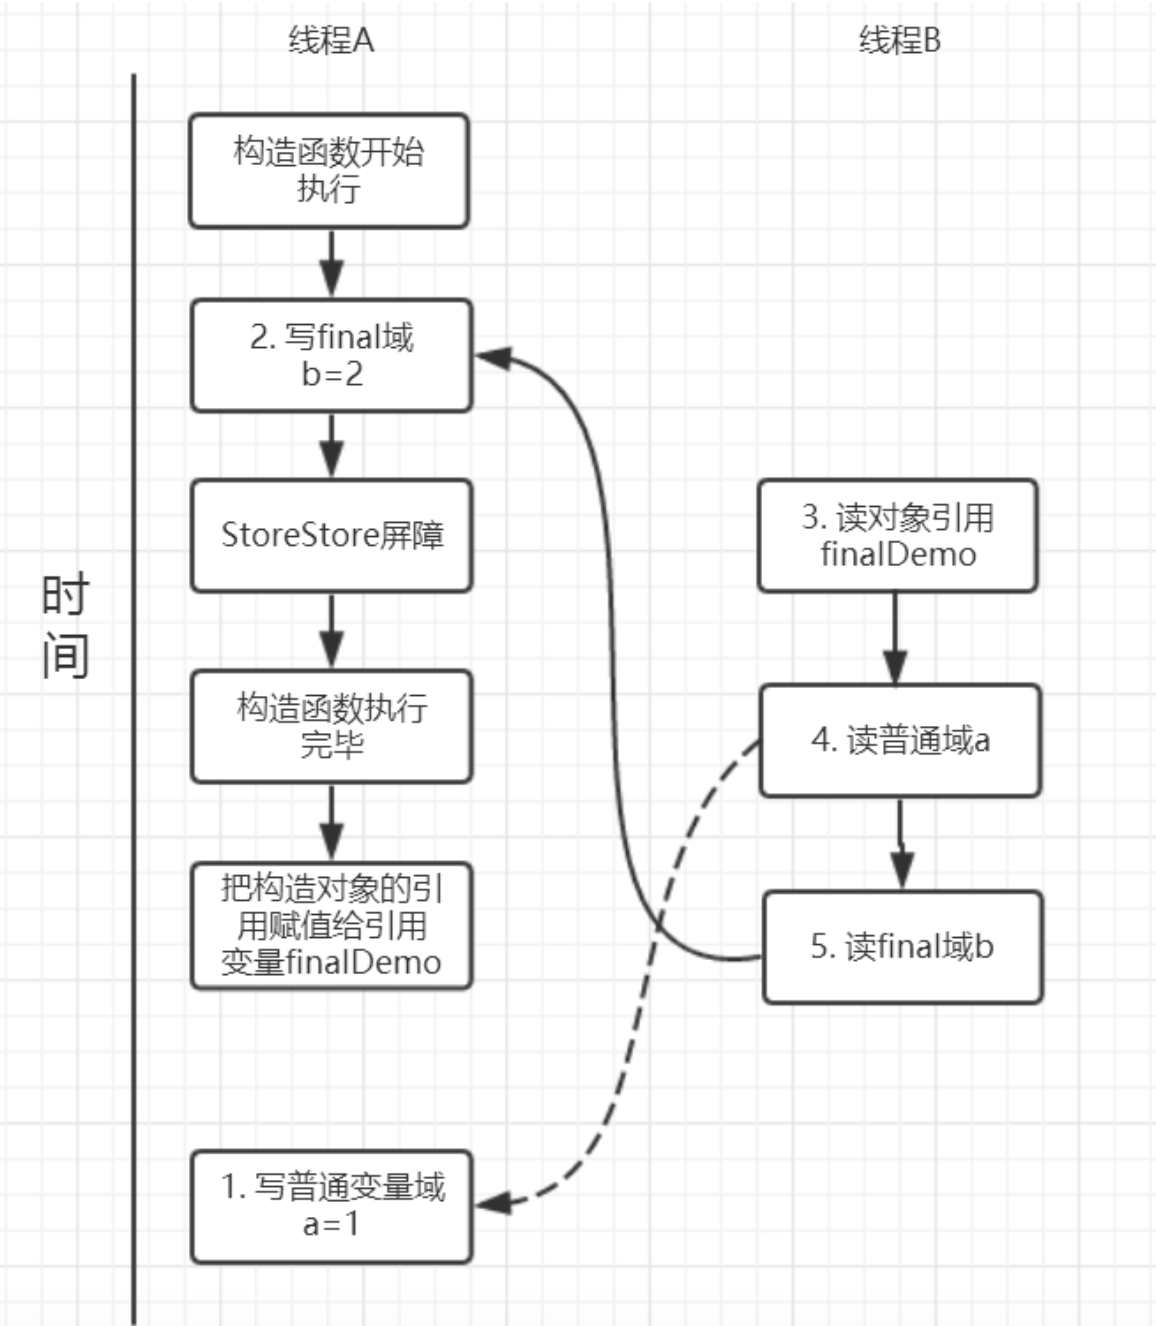 线程A
线程B
构造函数开始
执行
2. 写final域
b=2
StoreStore屏障
构造函数执行
完毕
把构造对象的引
用赋值给引用
变量finalDemo
1. 写普通变量域
a=1
3. 读对象引用
finalDemo
4. 读普通域a
5. 读final域b
时
间